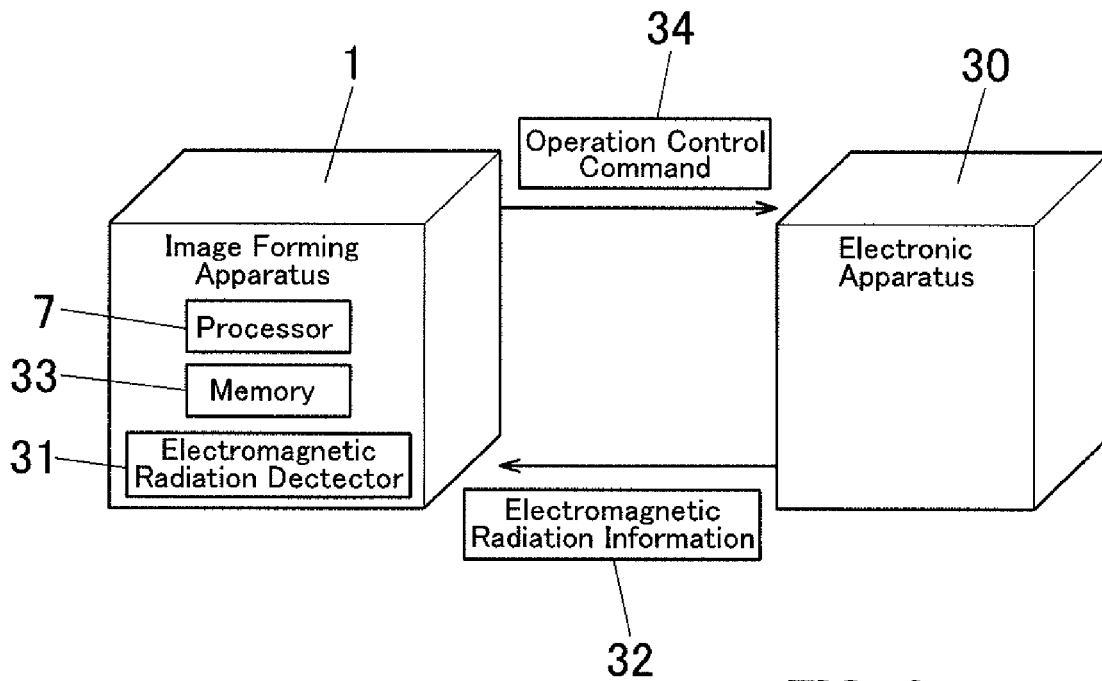 34
1
30
Operation Control
Command
Image Forming
Apparatus
Electronic
Apparatus
7
Processor
33
Memory
31
Electromagnetic
Radiation Dectector
Electromagnetic
Radiation Information
32